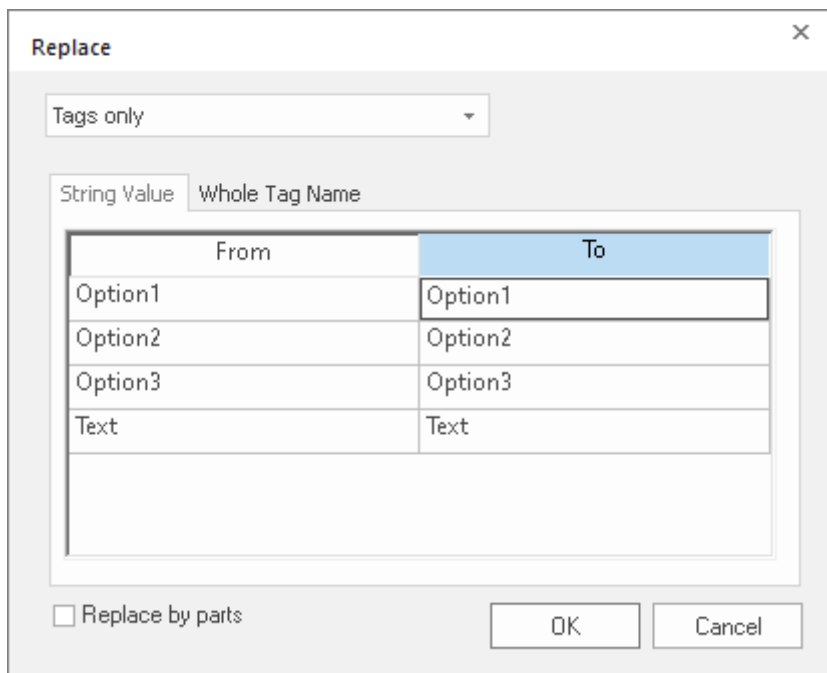 Replace
Tags only
String Value Whole Tag Name
From To
Option1 Option1
Option2 Option2
Option3 Option3
Text Text
Replace by parts OK Cancel